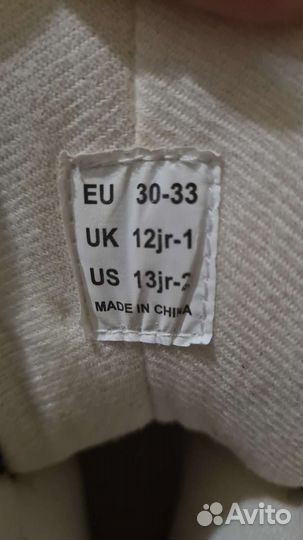 EU 30-33
UK 12jr-1
US 13jr-2
MADE IN CHINA
Avito